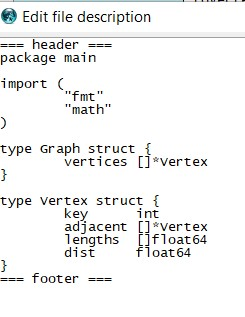 Edit file description
=== header ===
package main
import (
"fmt"
"math"
)
type Graph struct {
vertices []*Vertex
}
type Vertex struct {
key int
adjacent []*Vertex
lengths []float64
dist float64
}
=== footer ===